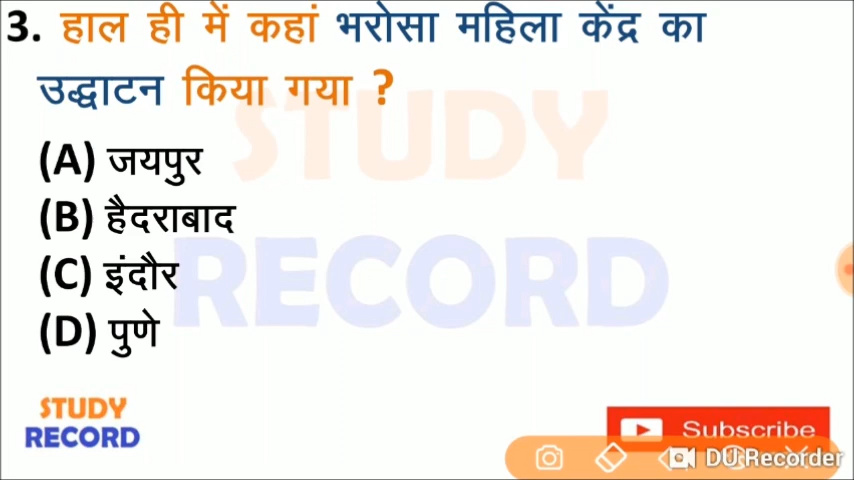 3. हाल ही में कहां भरोसा महिला केंद्र का
उद्घाटन किया गया ?
(A) जयपुर
(B) हैदराबाद
(C) इंदौर
(D) पुणे
STUDY
RECORD
STUDY
RECORD
Subscribe
DU Recorder